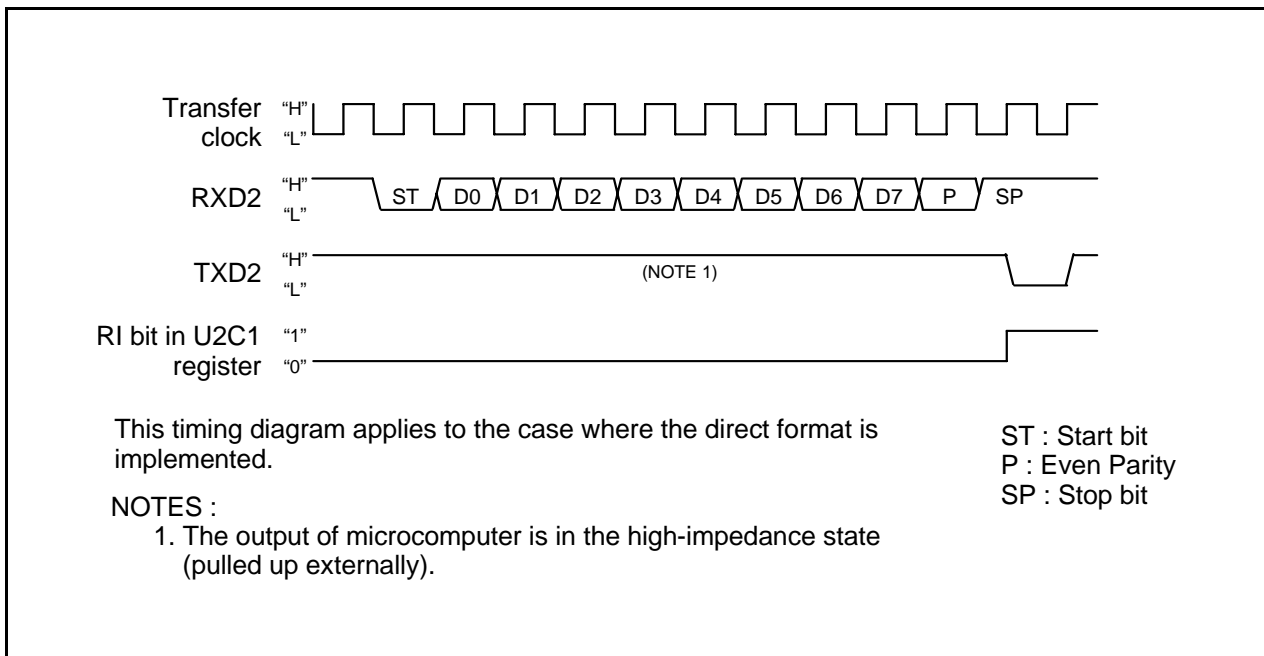 Transfer “H”
clock “L”
RXD2 “H”
“L”
ST D0 D1 D2 D3 D4 D5 D6 D7 P SP
TXD2 “H”
“L”
(NOTE 1)
RI bit in U2C1 “1”
register “0”
This timing diagram applies to the case where the direct format is
implemented.
NOTES :
1. The output of microcomputer is in the high-impedance state
(pulled up externally).
ST : Start bit
P : Even Parity
SP : Stop bit